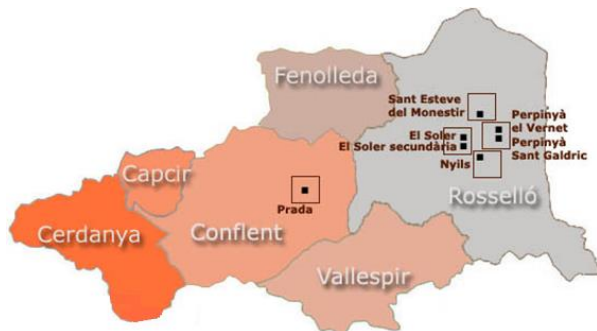 Fenolleda
Sant Esteve
del Monestir
Perpinyà
el Vernet
El Soler
El Soler secundària
Perpinyà
Sant Galdric
Nyils
Capcir
Rosselló
Prada
Cerdanya
Conflent
Vallespir